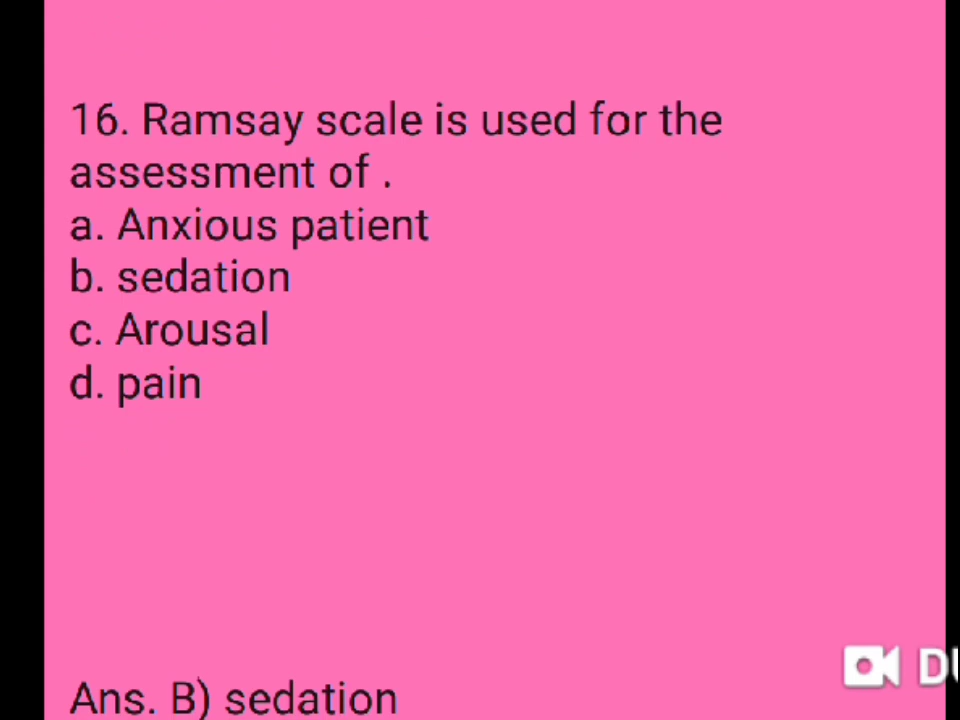 16. Ramsay scale is used for the
assessment of .
a. Anxious patient
b. sedation
c. Arousal
d. pain
Ans. B) sedation